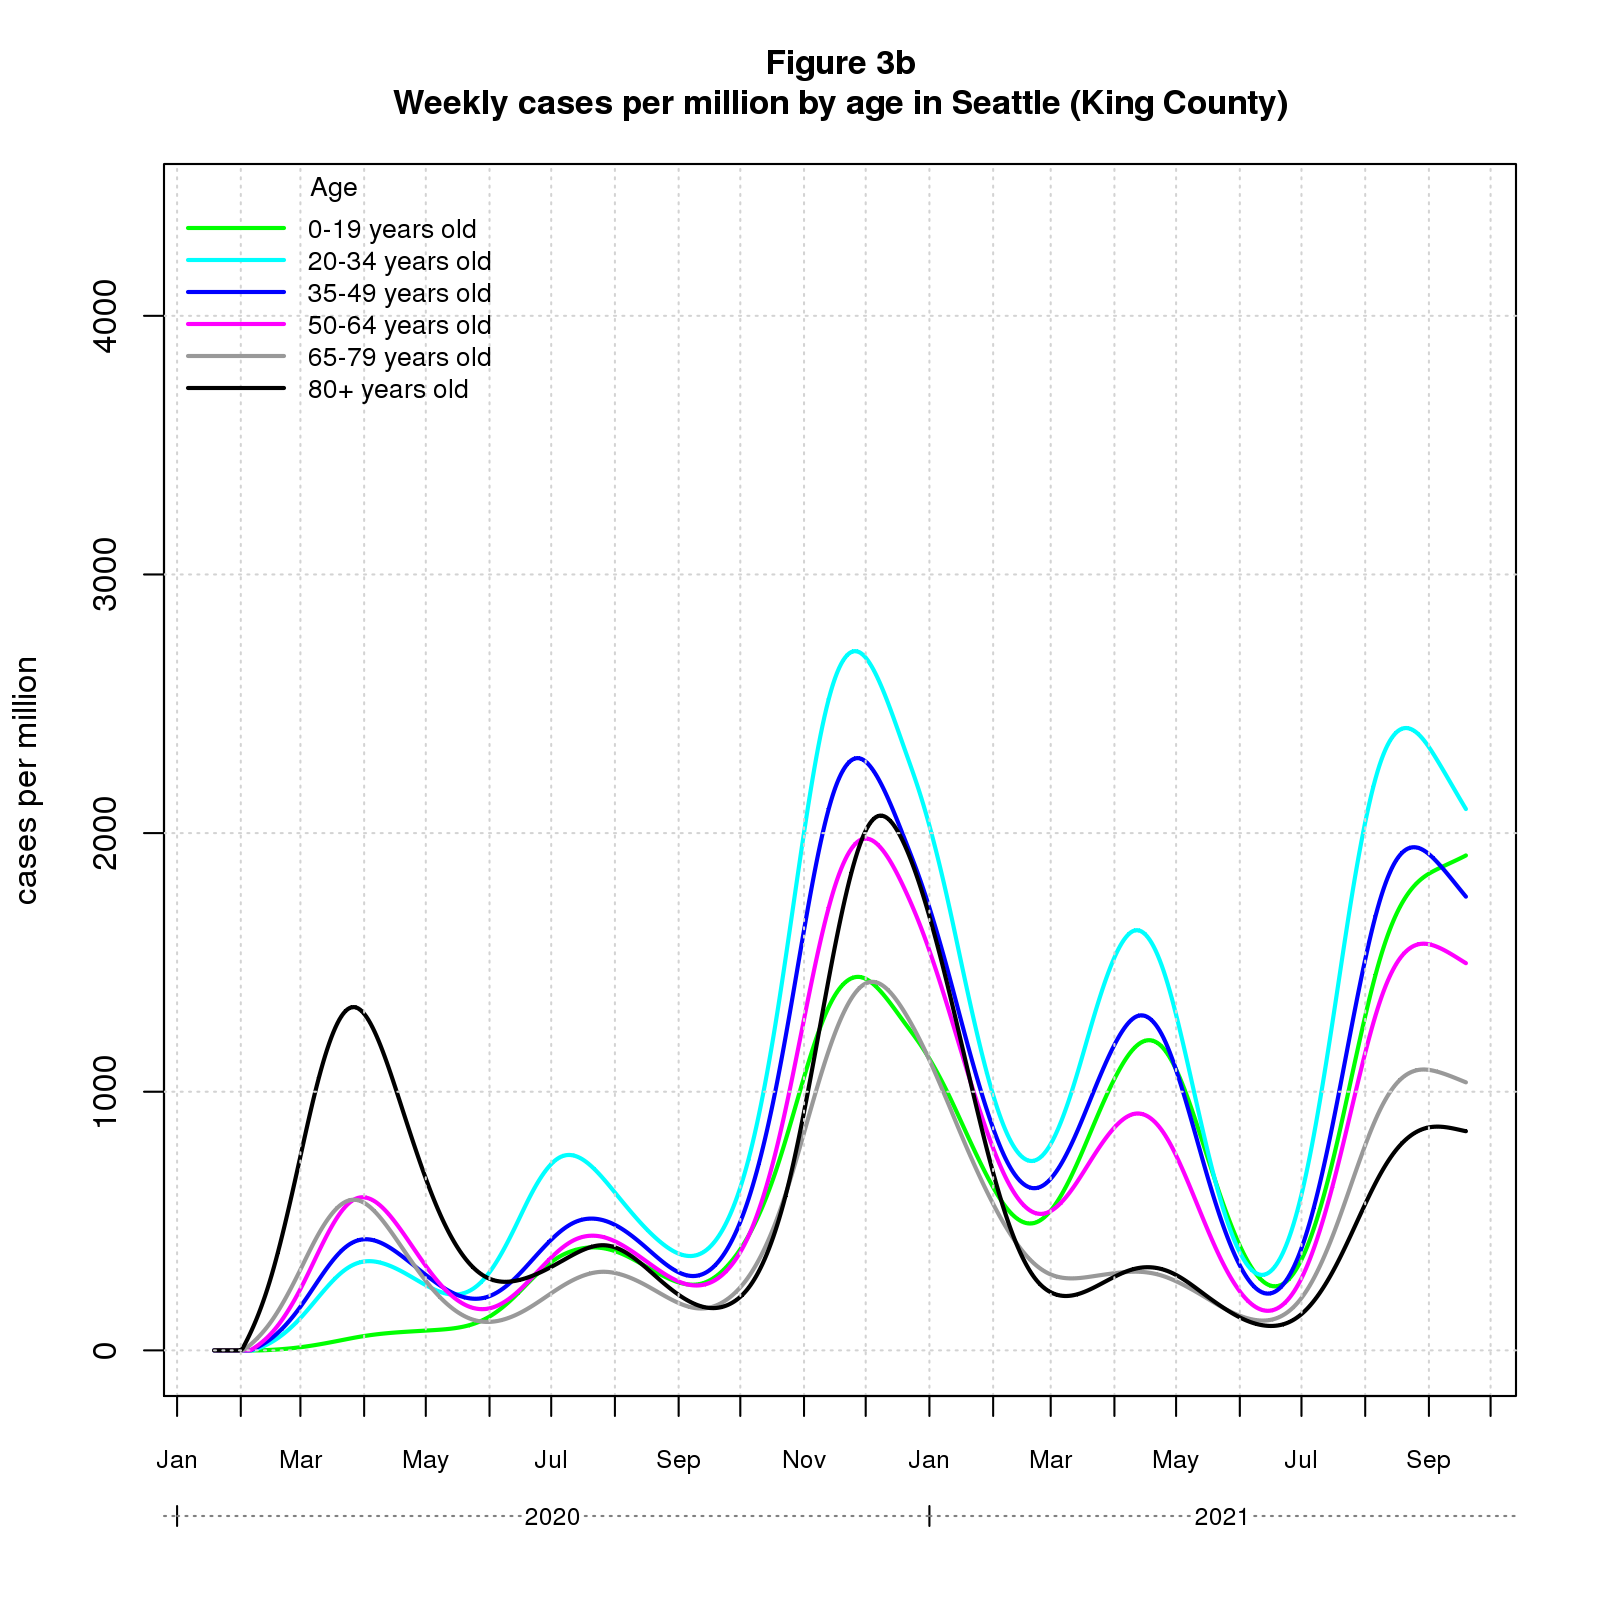 Figure 3b
Weekly cases per million by age in Seattle (King County)
Age
0-19 years old
20-34 years old
35-49 years old
50-64 years old
65-79 years old
80+ years old
cases per million
4000
3000
2000
1000
0
Jan Mar May Jul Sep Nov Jan Mar May Jul Sep
2020 2021